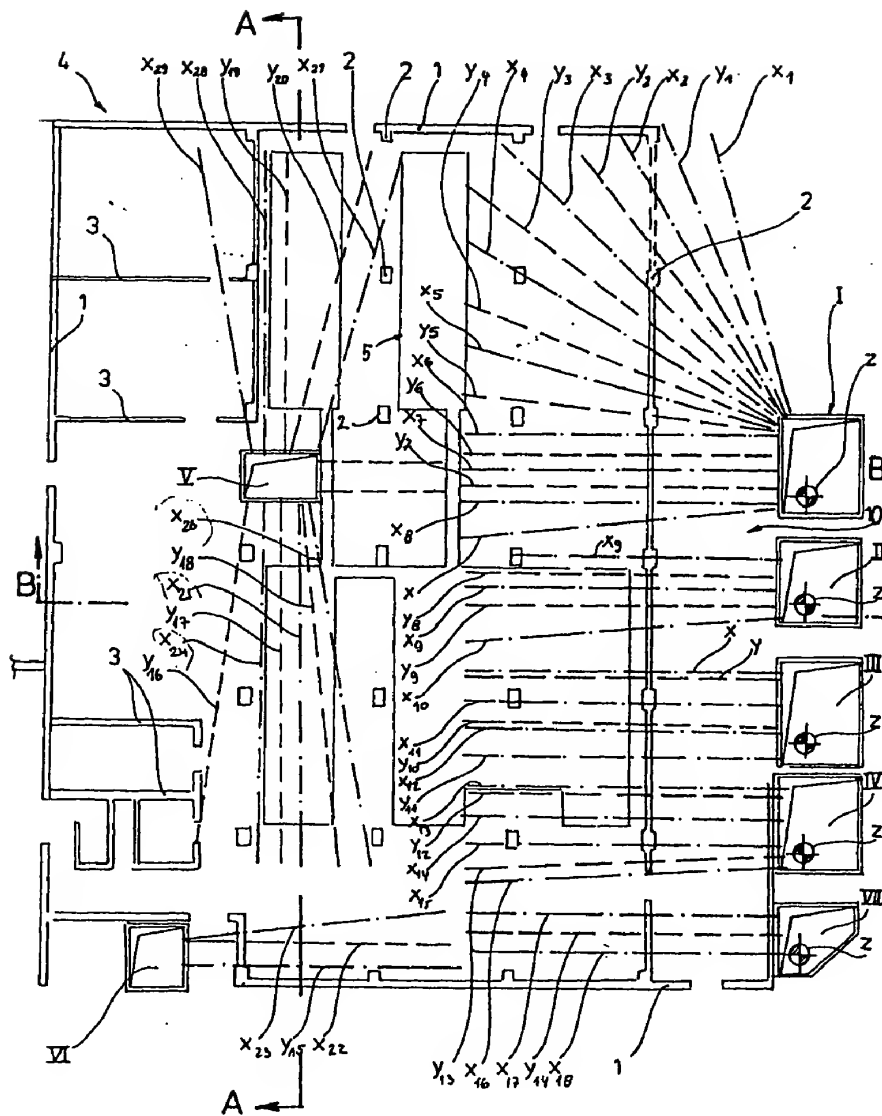 A
4
x29 x28 y19 y20 x27 2 2 1 y4 x4 y3 x3 y2 x2 y1 x1
3
2
1
x5
5
y5
I
x6
3
2
y6
x7
z
y7
V
B
10
x8
x26
x9
II
y18
x
B
x25
y8
z
y17
x9
x24
y9
x
y
III
y16
x10
3
x11
z
3
y10
x12
IV
y11
x13
y12
z
x14
x15
VII
z
VI
x23 y15 x22
y13 x16 x17 y14 x18
1
A